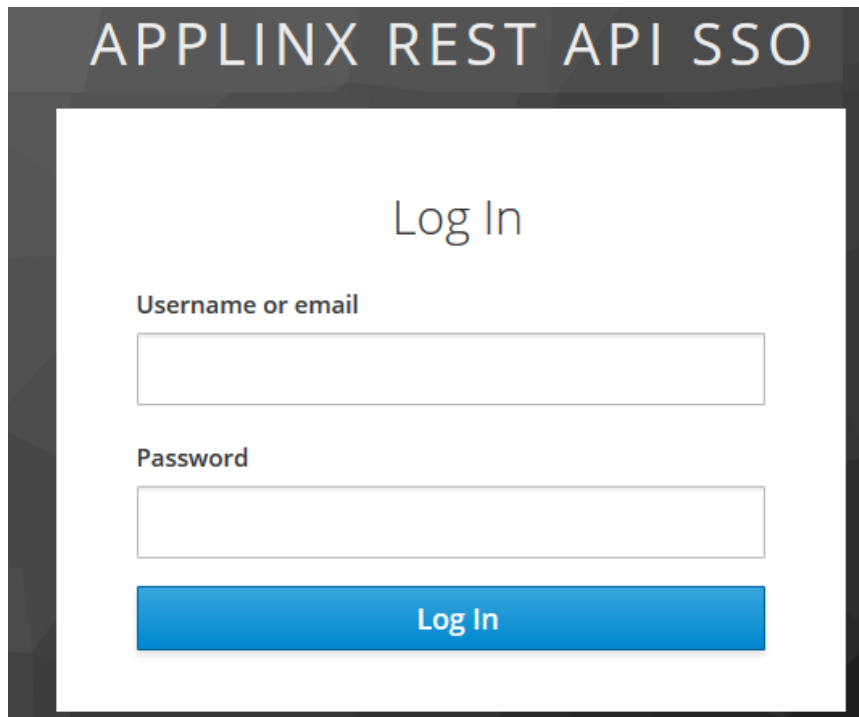 APPLINX REST API SSO
Log In
Username or email
Password
Log In